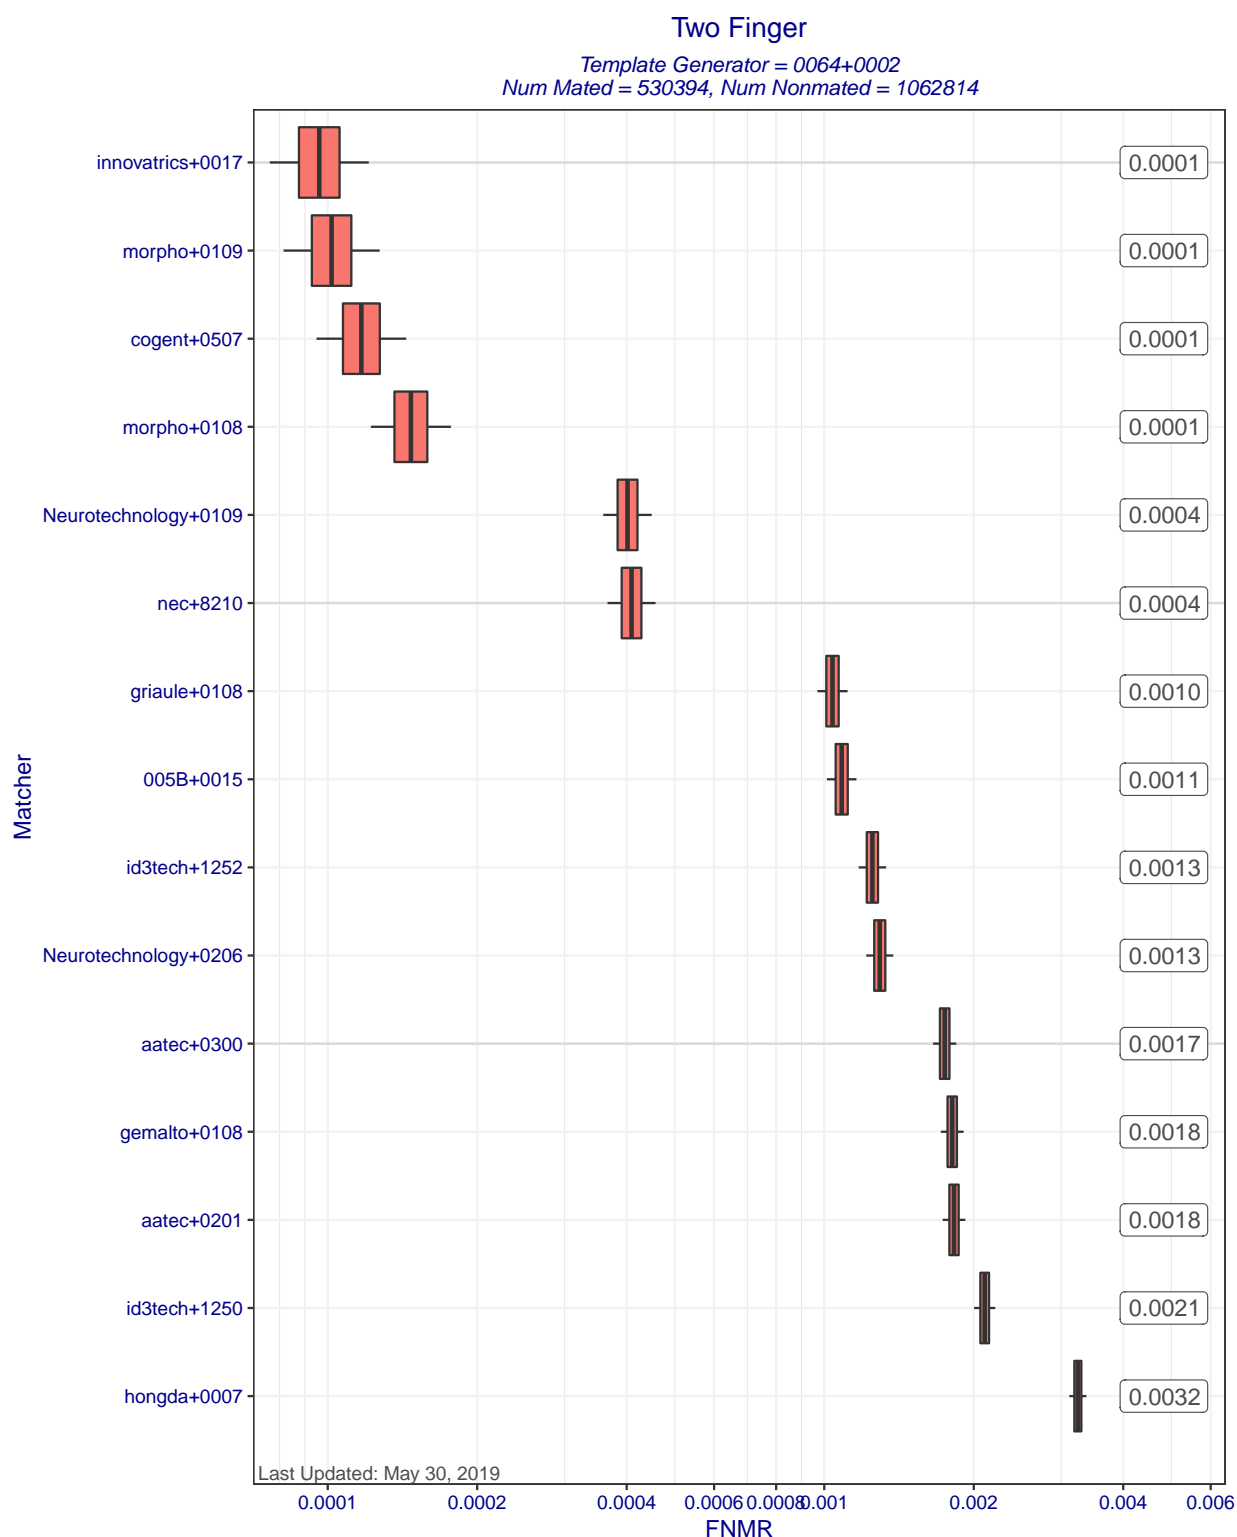 Two Finger
Template Generator = 0064+0002
Num Mated = 530394, Num Nonmated = 1062814
innovatrics+0017 0.0001
morpho+0109 0.0001
cogent+0507 0.0001
morpho+0108 0.0001
Neurotechnology+0109 0.0004
nec+8210 0.0004
griaule+0108 0.0010
005B+0015 0.0011
id3tech+1252 0.0013
Neurotechnology+0206 0.0013
aatec+0300 0.0017
gemalto+0108 0.0018
aatec+0201 0.0018
id3tech+1250 0.0021
hongda+0007 0.0032
Matcher
Last Updated: May 30, 2019
0.0001 0.0002 0.0004 0.0006 0.0008 0.001 0.002 0.004 0.006
FNMR